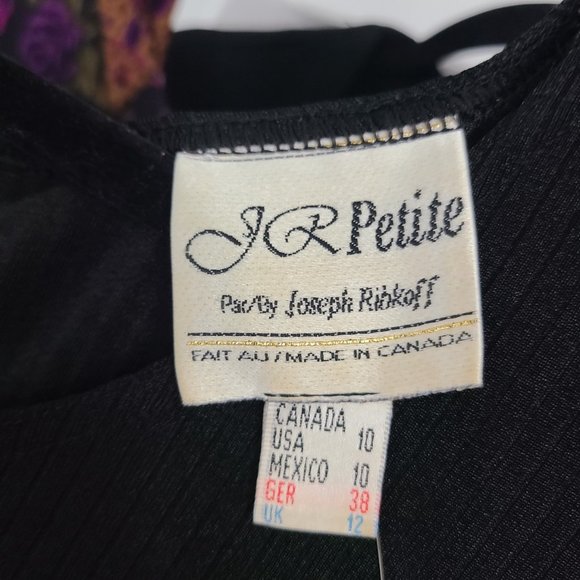 JR Petite
Par/By Joseph Ribkoff
FAIT AU / MADE IN CANADA
CANADA
USA 10
MEXICO 10
GER 38
UK 12